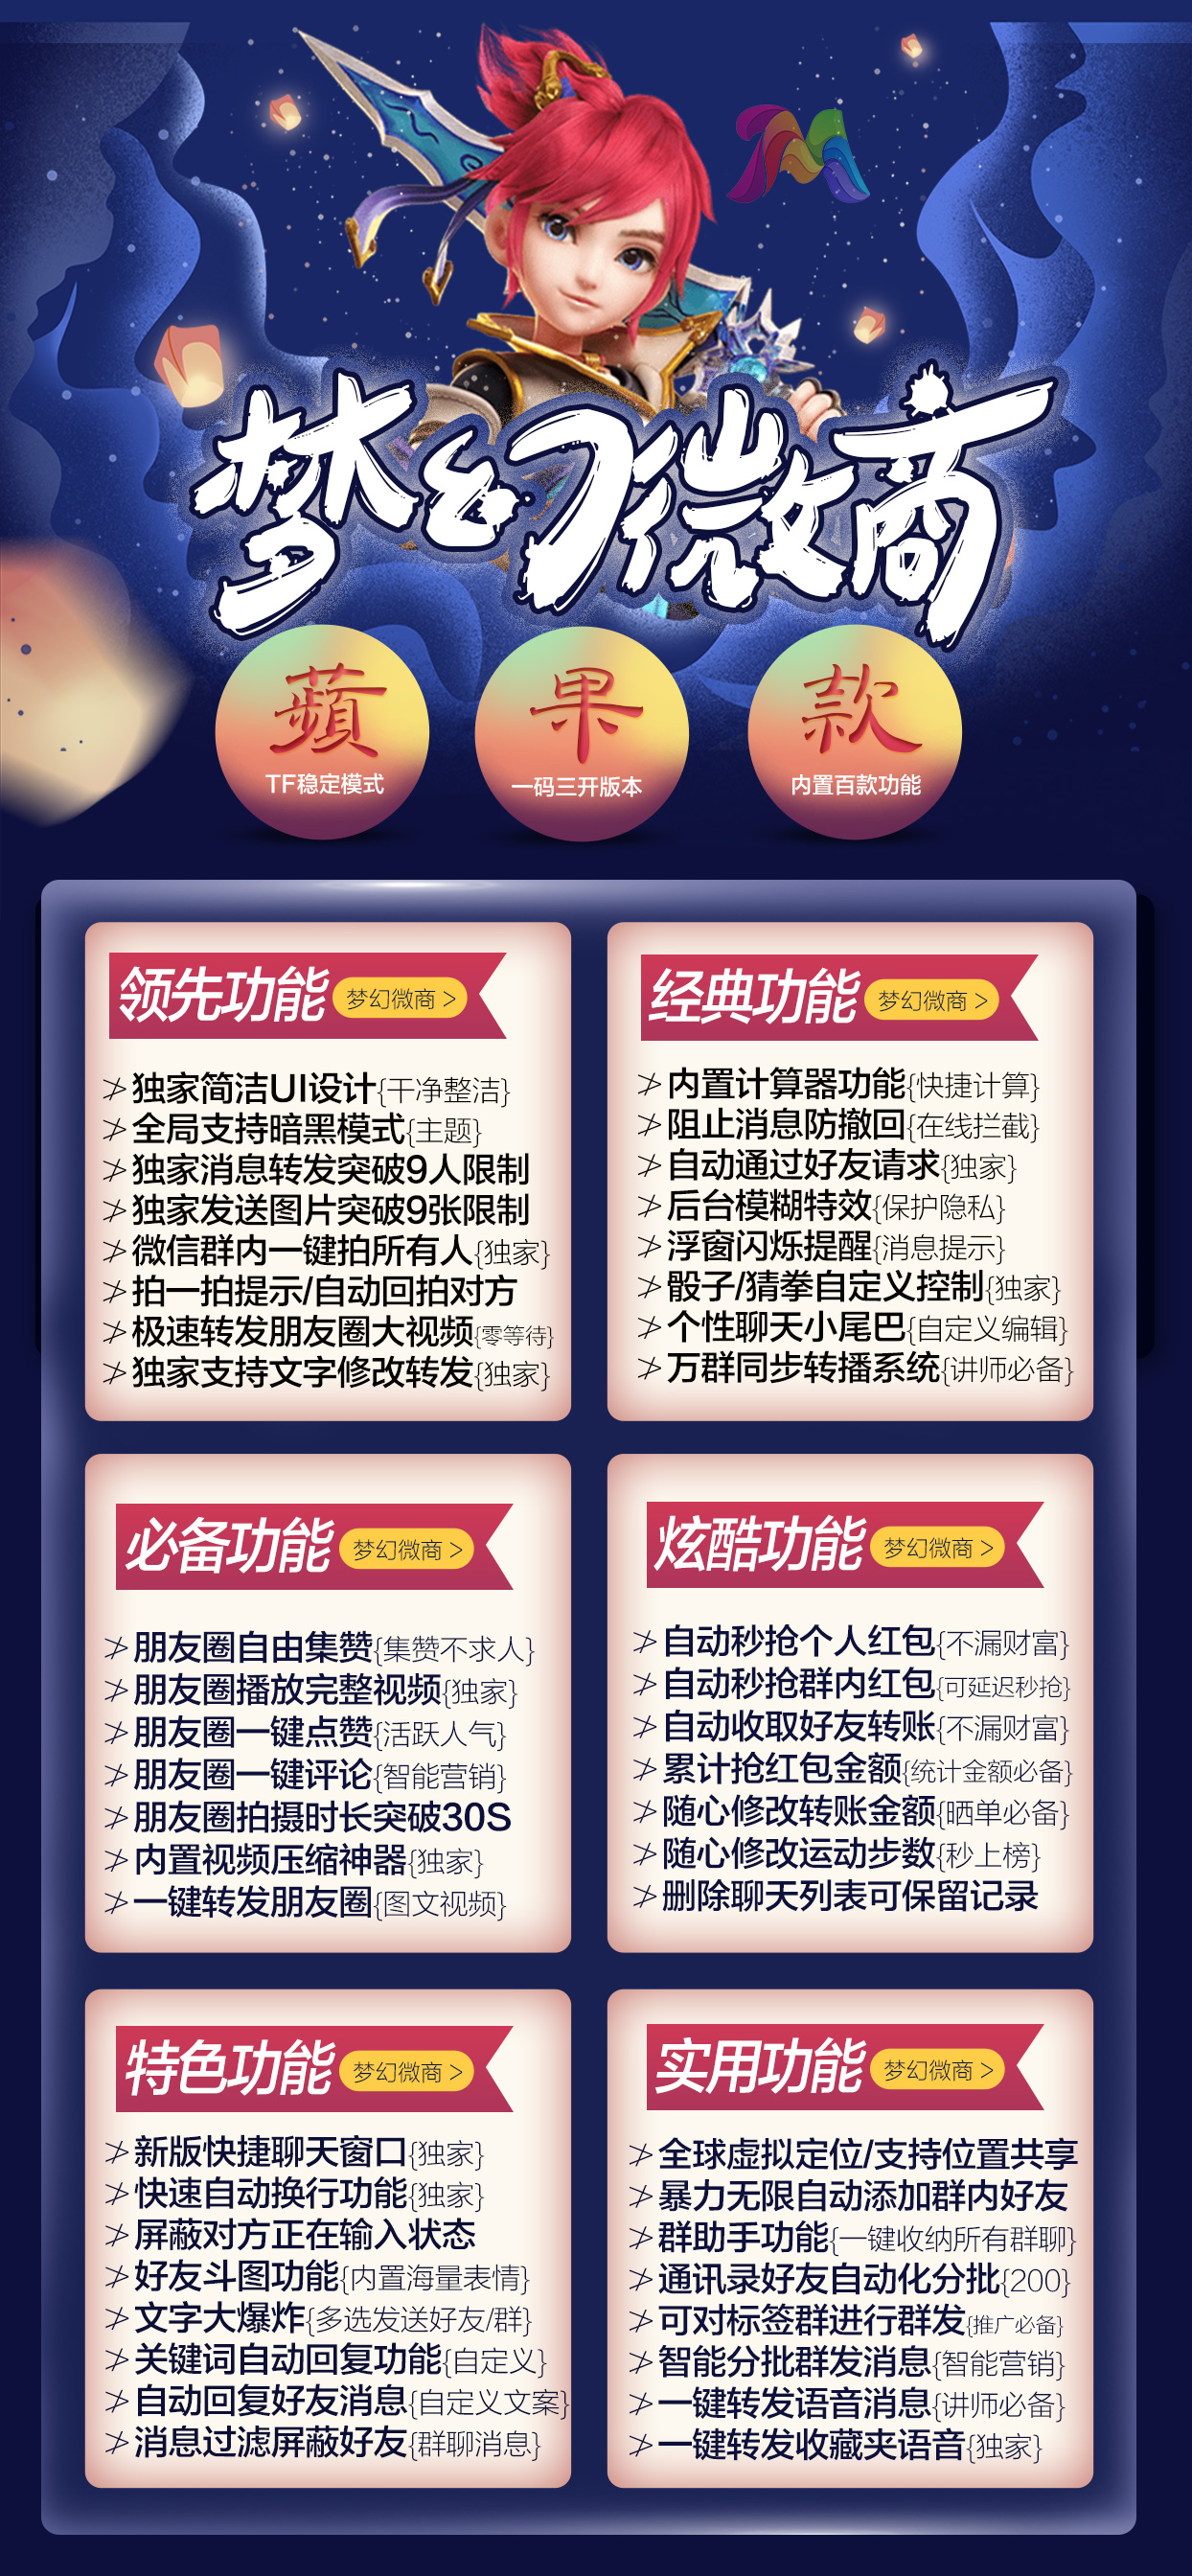 梦幻微商
蘋
TF稳定模式
果
一码三开版本
款
内置百款功能
领先功能 梦幻微商 >
独家简洁UI设计{干净整洁}
全局支持暗黑模式{主题}
独家消息转发突破9人限制
独家发送图片突破9张限制
微信群内一键拍所有人{独家}
拍一拍提示/自动回拍对方
极速转发朋友圈大视频{零等待}
独家支持文字修改转发{独家}
经典功能 梦幻微商 >
内置计算器功能{快捷计算}
阻止消息防撤回{在线拦截}
自动通过好友请求{独家}
后台模糊特效{保护隐私}
浮窗闪烁提醒{消息提示}
骰子/猜拳自定义控制{独家}
个性聊天小尾巴{自定义编辑}
万群同步转播系统{讲师必备}
必备功能 梦幻微商 >
朋友圈自由集赞{集赞不求人}
朋友圈播放完整视频{独家}
朋友圈一键点赞{活跃人气}
朋友圈一键评论{智能营销}
朋友圈拍摄时长突破30S
内置视频压缩神器{独家}
一键转发朋友圈{图文视频}
炫酷功能 梦幻微商 >
自动秒抢个人红包{不漏财富}
自动秒抢群内红包{可延迟秒抢}
自动收取好友转账{不漏财富}
累计抢红包金额{统计金额必备}
随心修改转账金额{晒单必备}
随心修改运动步数{秒上榜}
删除聊天列表可保留记录
特色功能 梦幻微商 >
新版快捷聊天窗口{独家}
快速自动换行功能{独家}
屏蔽对方正在输入状态
好友斗图功能{内置海量表情}
文字大爆炸{多选发送好友/群}
关键词自动回复功能{自定义}
自动回复好友消息{自定义文案}
消息过滤屏蔽好友{群聊消息}
实用功能 梦幻微商 >
全球虚拟定位/支持位置共享
暴力无限自动添加群内好友
群助手功能{一键收纳所有群聊}
通讯录好友自动化分批{200}
可对标签群进行群发{推广必备}
智能分批群发消息{智能营销}
一键转发语音消息{讲师必备}
一键转发收藏夹语音{独家}